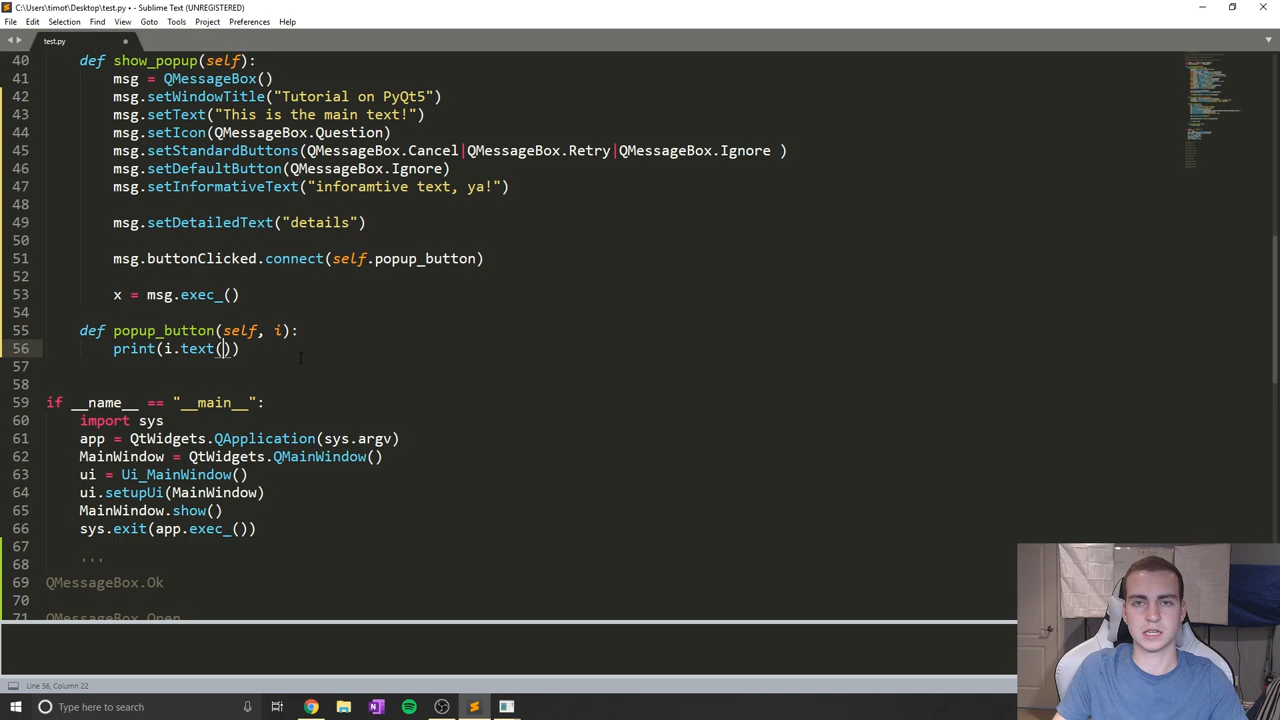 C:\Users\timot\Desktop\test.py • - Sublime Text (UNREGISTERED)
File Edit Selection Find View Goto Tools Project Preferences Help
test.py
40 def show_popup(self):
41 msg = QMessageBox()
42 msg.setWindowTitle("Tutorial on PyQt5")
43 msg.setText("This is the main text!")
44 msg.setIcon(QMessageBox.Question)
45 msg.setStandardButtons(QMessageBox.Cancel|QMessageBox.Retry|QMessageBox.Ignore )
46 msg.setDefaultButton(QMessageBox.Ignore)
47 msg.setInformativeText("inforamtive text, ya!")
48
49 msg.setDetailedText("details")
50
51 msg.buttonClicked.connect(self.popup_button)
52
53 x = msg.exec_()
54
55 def popup_button(self, i):
56 print(i.text())
57
58
59 if __name__ == "__main__":
60 import sys
61 app = QtWidgets.QApplication(sys.argv)
62 MainWindow = QtWidgets.QMainWindow()
63 ui = Ui_MainWindow()
64 ui.setupUi(MainWindow)
65 MainWindow.show()
66 sys.exit(app.exec_())
67
68 '''
69 QMessageBox.Ok
70
71 QMessageBox.Open
Line 56, Column 22
Type here to search